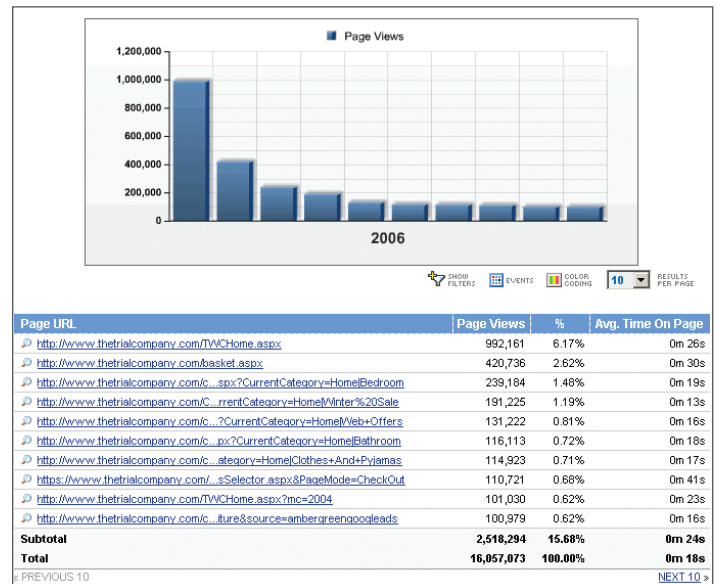 Page Views
1,200,000
1,000,000
800,000
600,000
400,000
200,000
0
2006
SHOW FILTERS EVENTS COLOR CODING 10 RESULTS PER PAGE
Page URL Page Views % Avg. Time On Page
http://www.thetrialcompany.com/TWCHome.aspx 992,161 6.17% 0m 26s
http://www.thetrialcompany.com/basket.aspx 420,736 2.62% 0m 30s
http://www.thetrialcompany.com/c...spx?CurrentCategory=Home|Bedroom 239,184 1.48% 0m 19s
http://www.thetrialcompany.com/C...rrentCategory=Home|Winter%20Sale 191,225 1.19% 0m 13s
http://www.thetrialcompany.com/c...?CurrentCategory=Home|Web+Offers 131,222 0.81% 0m 16s
http://www.thetrialcompany.com/c...px?CurrentCategory=Home|Bathroom 116,113 0.72% 0m 18s
http://www.thetrialcompany.com/c...ategory=Home|Clothes+And+Pyjamas 114,923 0.71% 0m 17s
https://www.thetrialcompany.com/...sSelector.aspx&PageMode=CheckOut 110,721 0.68% 0m 41s
http://www.thetrialcompany.com/TWCHome.aspx?mc=2004 101,030 0.62% 0m 23s
http://www.thetrialcompany.com/c...iture&source=ambergreengoogleads 100,979 0.62% 0m 16s
Subtotal 2,518,294 15.68% 0m 24s
Total 16,057,073 100.00% 0m 18s
« PREVIOUS 10 NEXT 10 »